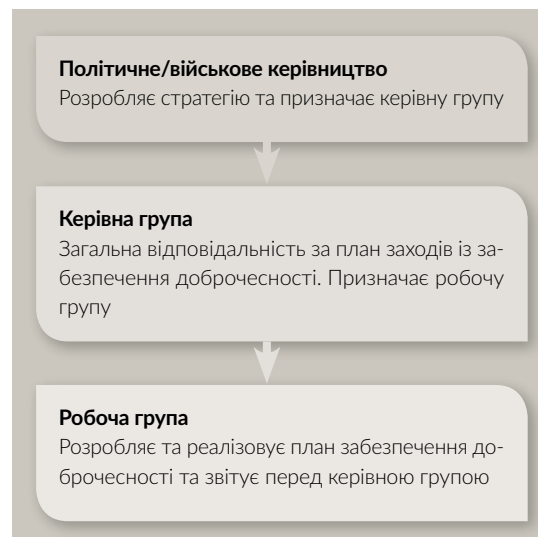 Політичне/військове керівництво
Розробляє стратегію та призначає керівну групу
Керівна група
Загальна відповідальність за план заходів із за-
безпечення доброчесності. Призначає робочу
групу
Робоча група
Розробляє та реалізовує план забезпечення до-
брочесності та звітує перед керівною групою